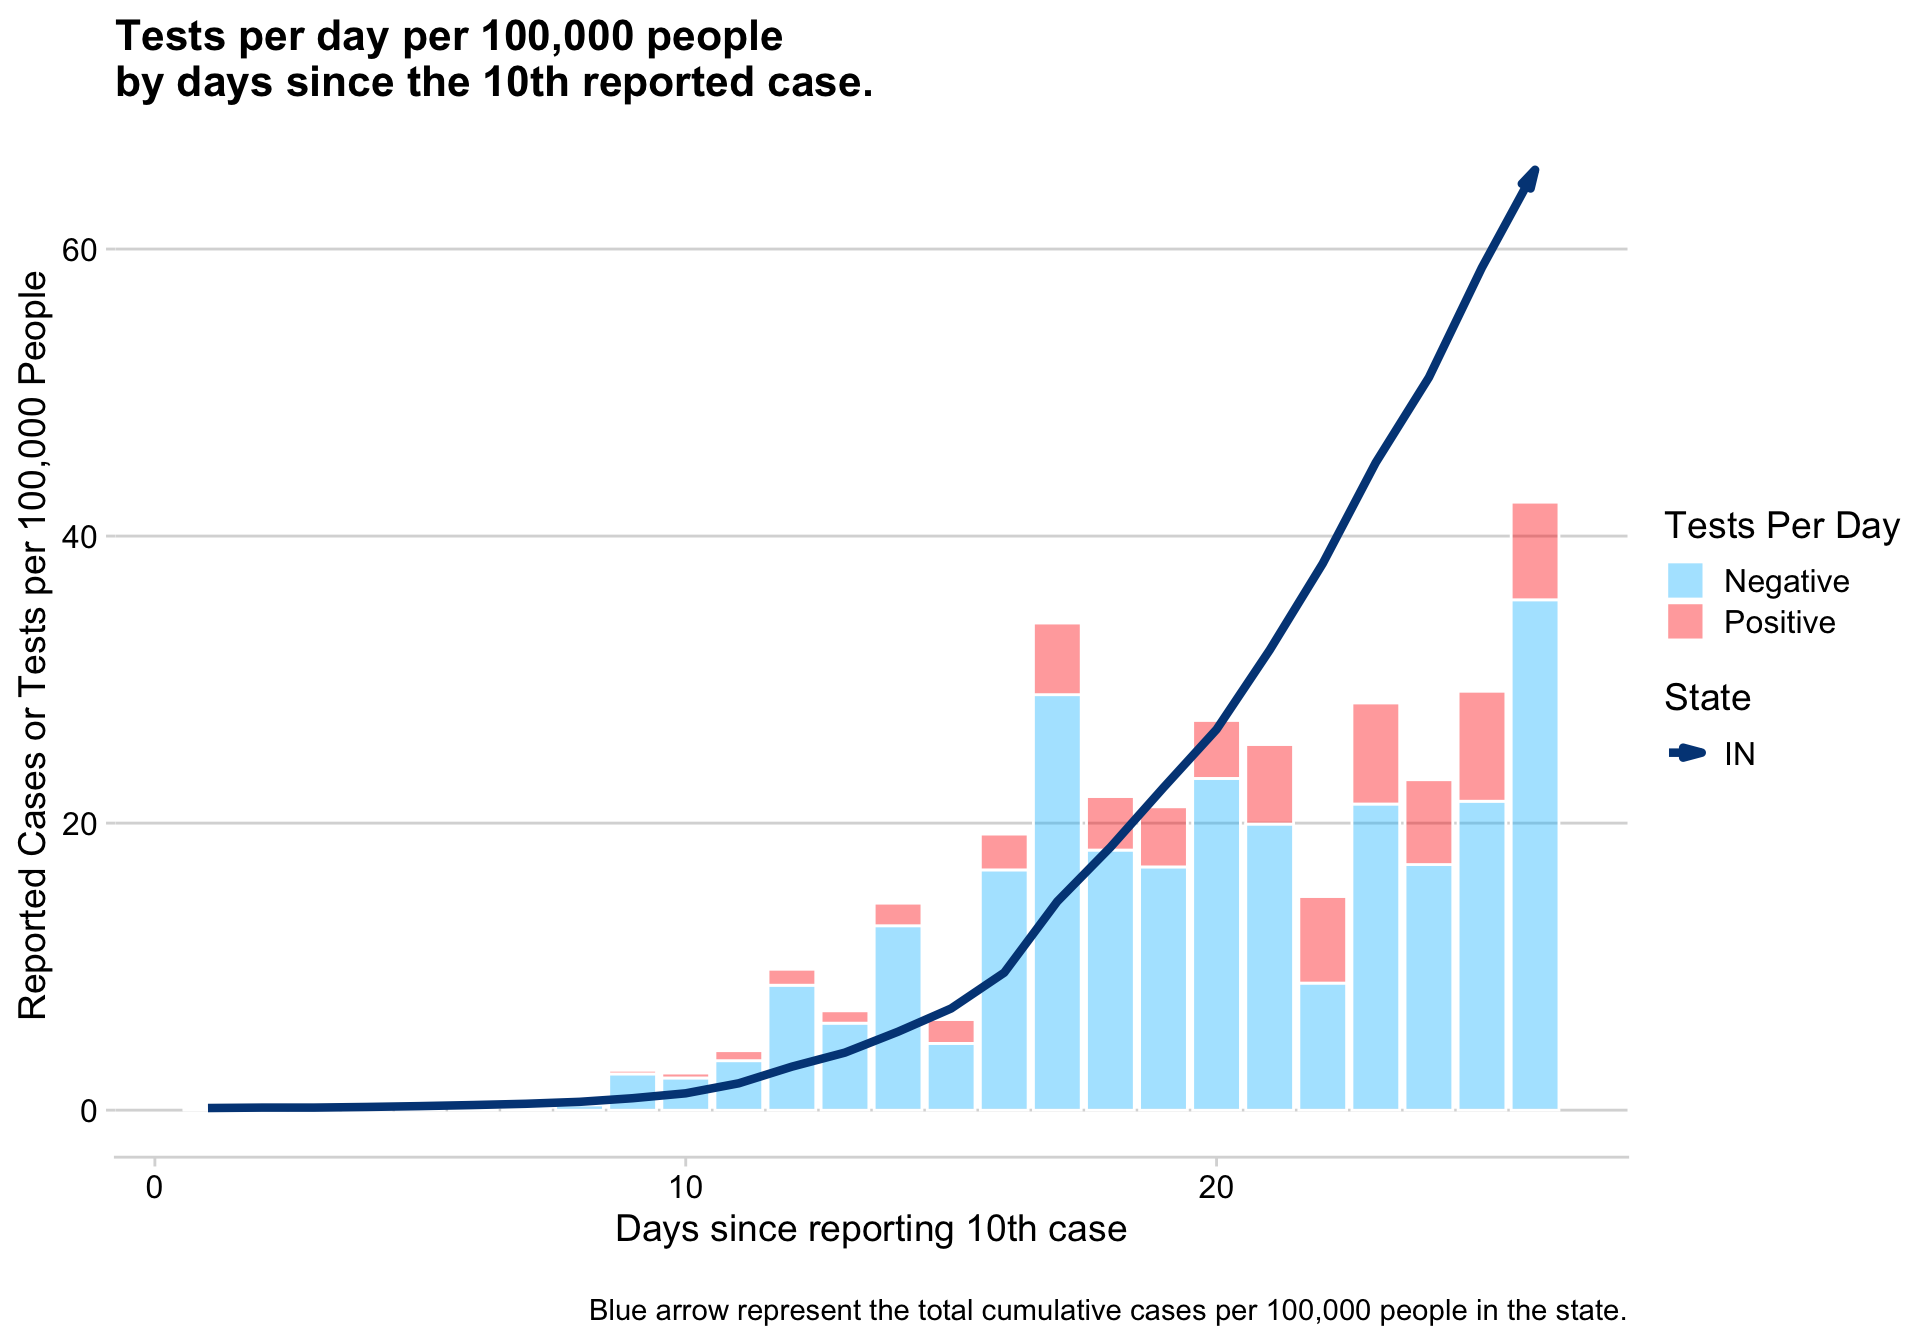 Tests per day per 100,000 people
by days since the 10th reported case.
Reported Cases or Tests per 100,000 People
60
40
20
0
0
10
20
Days since reporting 10th case
Tests Per Day
Negative
Positive
State
IN
Blue arrow represent the total cumulative cases per 100,000 people in the state.